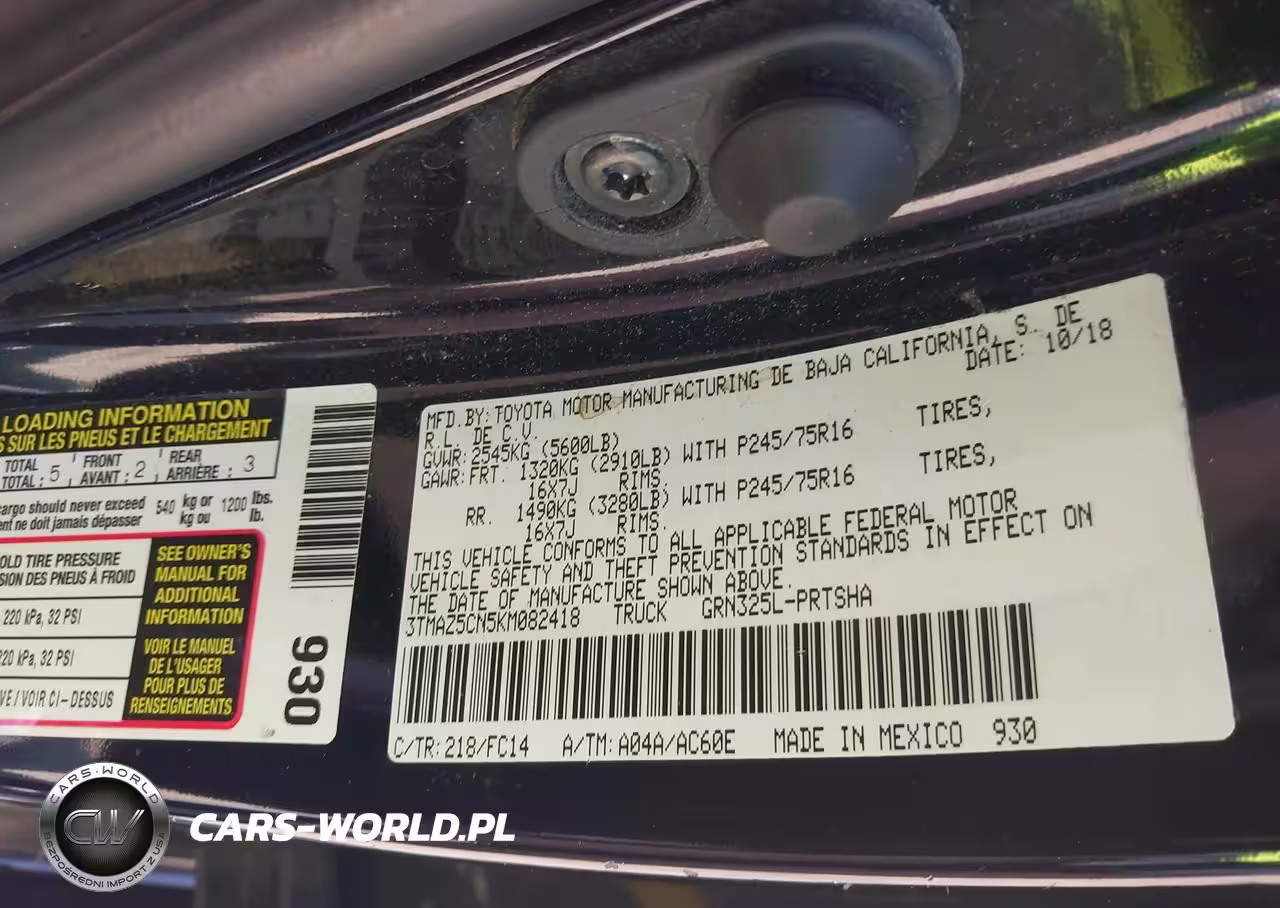 LOADING INFORMATION
S SUR LES PNEUS ET LE CHARGEMENT
TOTAL FRONT REAR
TOTAL : 5 , AVANT : 2 , ARRIÈRE : 3
cargo should never exceed 540 kg or 1200 lbs.
ent ne doit jamais dépasser kg ou lb.
OLD TIRE PRESSURE
SION DES PNEUS À FROID
220 kPa, 32 PSI
220 kPa, 32 PSI
VE / VOIR CI-DESSUS
SEE OWNER'S
MANUAL FOR
ADDITIONAL
INFORMATION
VOIR LE MANUEL
DE L'USAGER
POUR PLUS DE
RENSEIGNEMENTS
930
MFD.BY: TOYOTA MOTOR MANUFACTURING DE BAJA CALIFORNIA, S. DE
R.L. DE C.V. DATE: 10/18
GVWR: 2545KG (5600LB)
GAWR: FRT. 1320KG (2910LB) WITH P245/75R16 TIRES,
16X7J RIMS.
RR. 1490KG (3280LB) WITH P245/75R16 TIRES,
16X7J RIMS.
THIS VEHICLE CONFORMS TO ALL APPLICABLE FEDERAL MOTOR
VEHICLE SAFETY AND THEFT PREVENTION STANDARDS IN EFFECT ON
THE DATE OF MANUFACTURE SHOWN ABOVE.
3TMAZ5CN5KM082418 TRUCK GRN325L-PRTSHA
C/TR: 218/FC14 A/TM: A04A/AC60E MADE IN MEXICO 930
CARS-WORLD
CW
BEZPOŚREDNI IMPORT Z USA
CARS-WORLD.PL